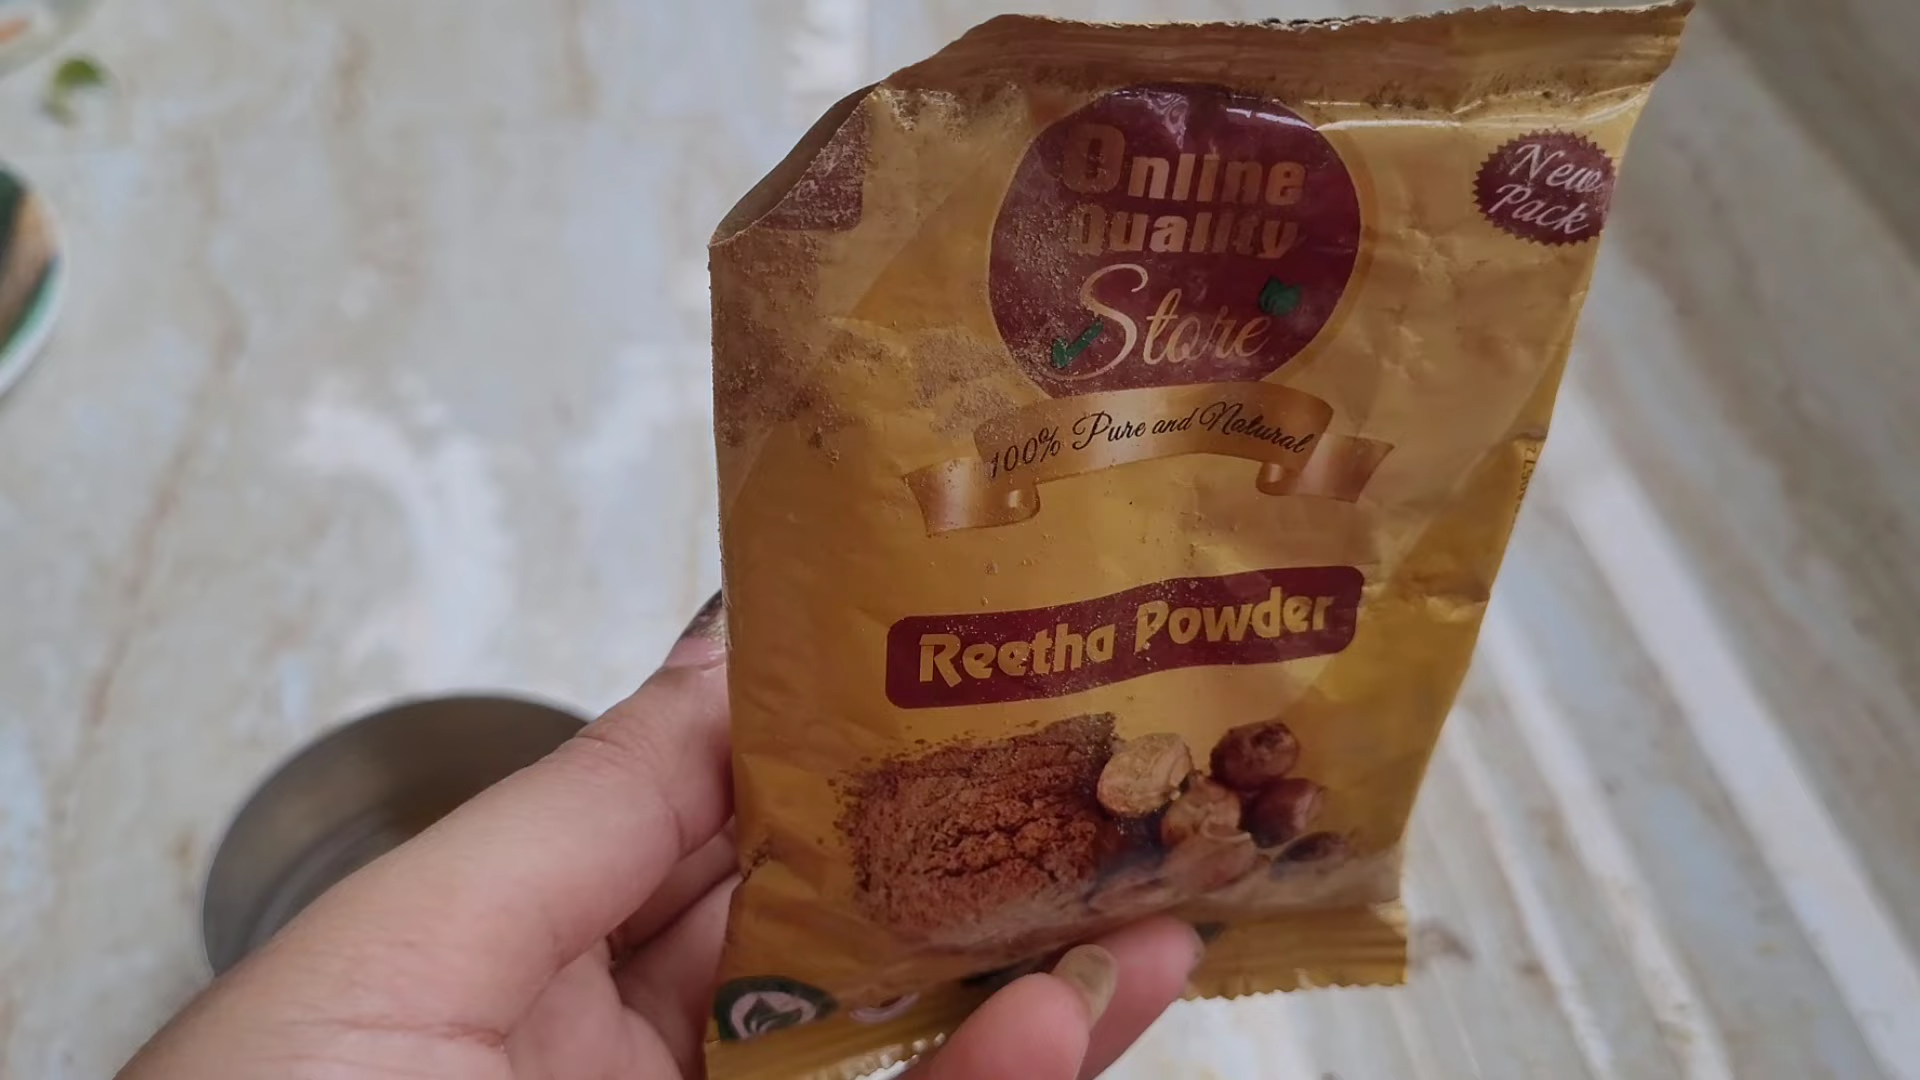 Online
Quality
Store
New
Pack
100% Pure and Natural
Reetha Powder